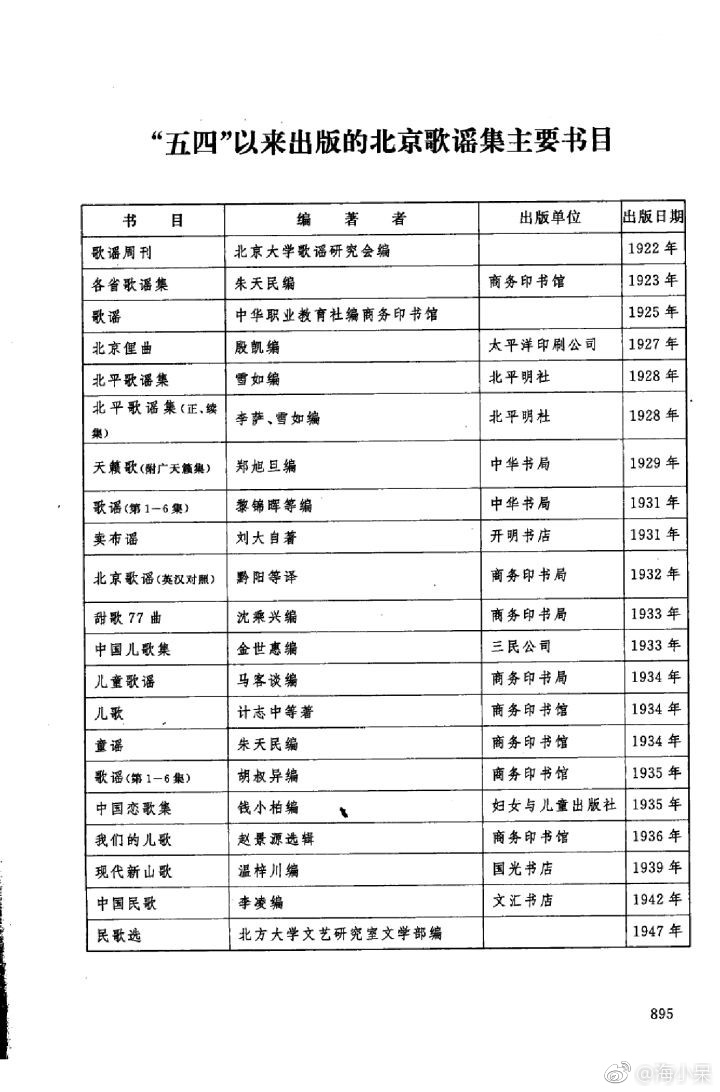 “五四”以来出版的北京歌谣集主要书目
书 目 编 著 者 出版单位 出版日期
歌谣周刊 北京大学歌谣研究会编 1922 年
各省歌谣集 朱天民编 商务印书馆 1923 年
歌谣 中华职业教育社编商务印书馆 1925 年
北京俚曲 殷凯编 太平洋印刷公司 1927 年
北平歌谣集 雪如编 北平明社 1928 年
北平歌谣集(正、续
集) 李萨、雪如编 北平明社 1928 年
天籁歌(附广天籁集) 郑旭旦编 中华书局 1929 年
歌谣(第1-6集) 黎锦晖等编 中华书局 1931 年
卖布谣 刘大自著 开明书店 1931 年
北京歌谣(英汉对照) 黔阳等译 商务印书局 1932 年
甜歌 77 曲 沈乘兴编 商务印书局 1933 年
中国儿歌集 金世惠编 三民公司 1933 年
儿童歌谣 马客谈编 商务印书局 1934 年
儿歌 计志中等著 商务印书馆 1934 年
童谣 朱天民编 商务印书馆 1934 年
歌谣(第1-6集) 胡叔异编 商务印书馆 1935 年
中国恋歌集 钱小柏编 妇女与儿童出版社 1935 年
我们的儿歌 赵景源选辑 商务印书馆 1936 年
现代新山歌 温梓川编 国光书店 1939 年
中国民歌 李凌编 文汇书店 1942 年
民歌选 北方大学文艺研究室文学部编 1947 年
895
@海小杲